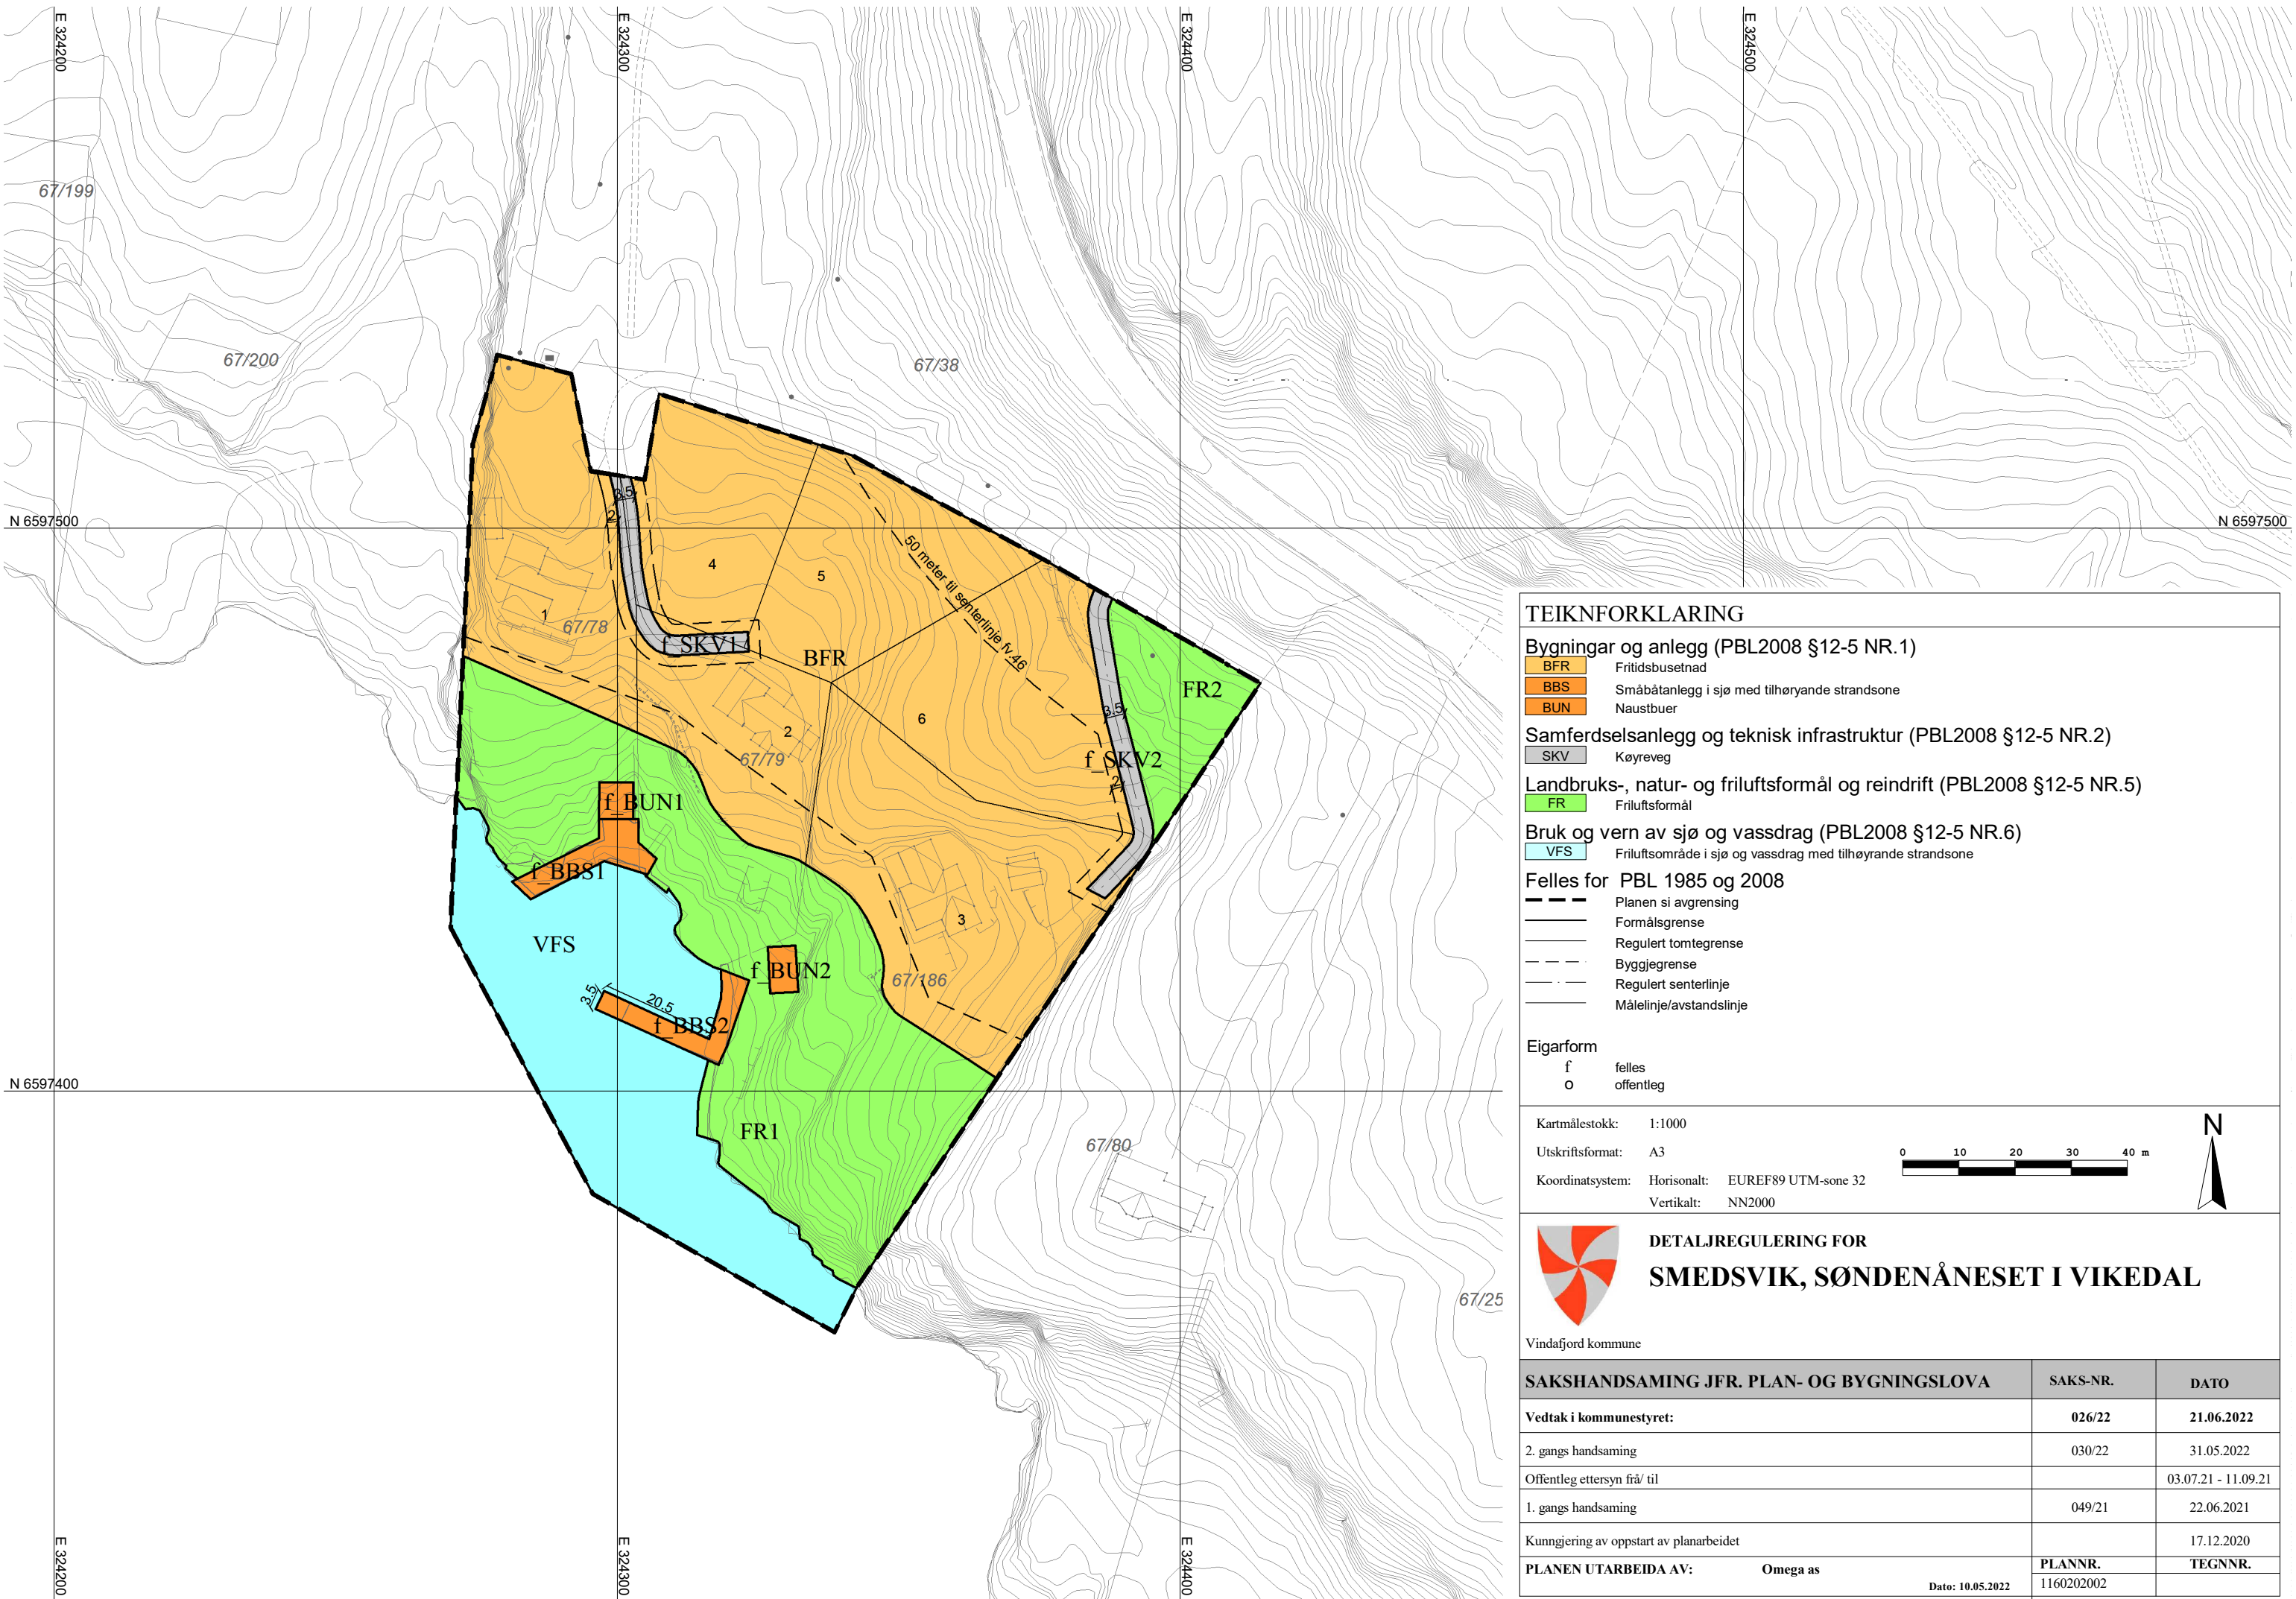 E 324200
E 324300
E 324400
E 324500
67/199
67/200
67/38
N 6597500
N 6597500
3.5
2
4
5
50 meter til senterlinje fv.46
1
67/78
f_SKV1
BFR
FR2
6
3.5
2
67/79
f_SKV2
2
f_BUN1
f_BBS1
3
VFS
f_BUN2
67/186
3.5
20.5
f_BBS2
N 6597400
FR1
67/80
67/25
E 324200
E 324300
E 324400
TEIKNFORKLARING
Bygningar og anlegg (PBL2008 §12-5 NR.1)
BFR Fritidsbusetnad
BBS Småbåtanlegg i sjø med tilhøyande strandsone
BUN Naustbuer
Samferdselsanlegg og teknisk infrastruktur (PBL2008 §12-5 NR.2)
SKV Køyreveg
Landbruks-, natur- og friluftsformål og reindrift (PBL2008 §12-5 NR.5)
FR Friluftsformål
Bruk og vern av sjø og vassdrag (PBL2008 §12-5 NR.6)
VFS Friluftsområde i sjø og vassdrag med tilhøyrande strandsone
Felles for PBL 1985 og 2008
Planen si avgrensing
Formålsgrense
Regulert tomtegrense
Byggjegrense
Regulert senterlinje
Målelinje/avstandslinje
Eigarform
f felles
o offentleg
Kartmålestokk: 1:1000
Utskriftsformat: A3
Koordinatsystem: Horisonalt: EUREF89 UTM-sone 32
Vertikalt: NN2000
0 10 20 30 40 m
N
DETALJREGULERING FOR
SMEDSVIK, SØNDENÅNESET I VIKEDAL
Vindafjord kommune
SAKSHANDSAMING JFR. PLAN- OG BYGNINGSLOVA SAKS-NR. DATO
Vedtak i kommunestyret: 026/22 21.06.2022
2. gangs handsaming 030/22 31.05.2022
Offentleg ettersyn frå/ til 03.07.21 - 11.09.21
1. gangs handsaming 049/21 22.06.2021
Kunngjering av oppstart av planarbeidet 17.12.2020
PLANEN UTARBEIDA AV: Omega as PLANNR. TEGNNR.
Dato: 10.05.2022 1160202002